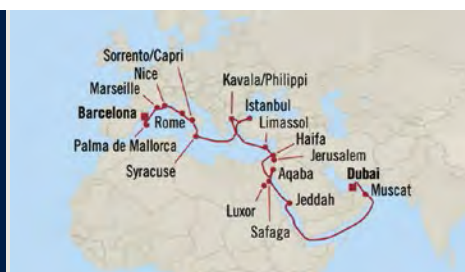 Sorrento/Capri
Nice
Marseille
Barcelona
Rome
Palma de Mallorca
Syracuse
Kavala/Philippi
Istanbul
Limassol
Haifa
Jerusalem
Aqaba
Dubai
Muscat
Jeddah
Luxor
Safaga